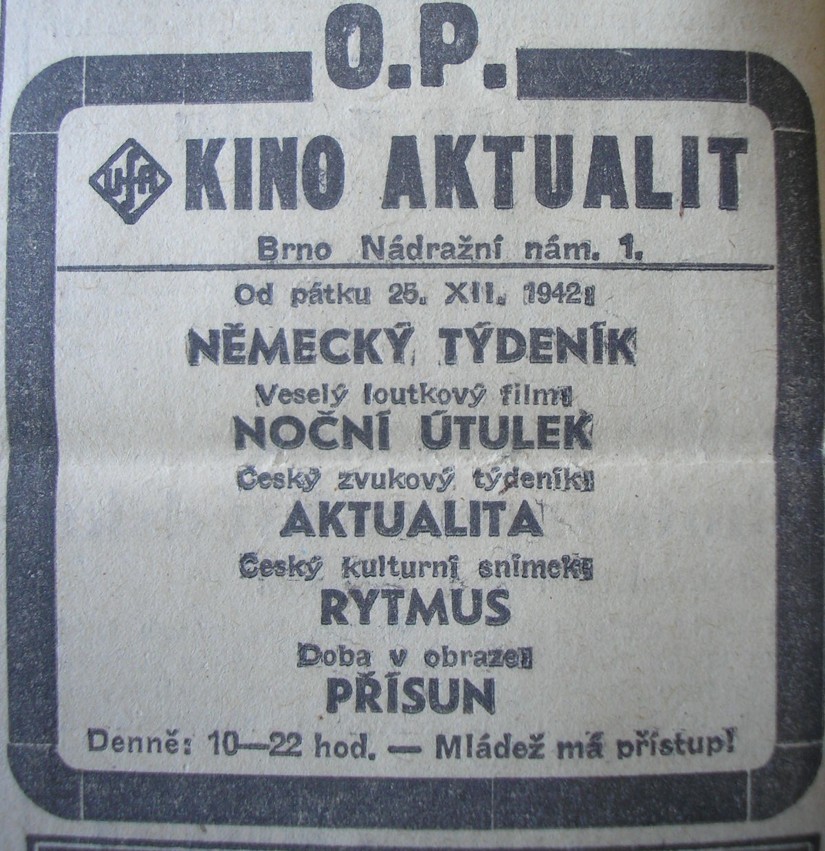 O.P.
Ufa KINO AKTUALIT
Brno Nádražní nám. 1.
Od pátku 25. XII. 1942:
NĚMECKÝ TÝDENÍK
Veselý loutkový film:
NOČNÍ ÚTULEK
Český zvukový týdeník:
AKTUALITA
Český kulturní snímek:
RYTMUS
Doba v obraze:
PŘÍSUN
Denně: 10—22 hod. — Mládež má přístup!